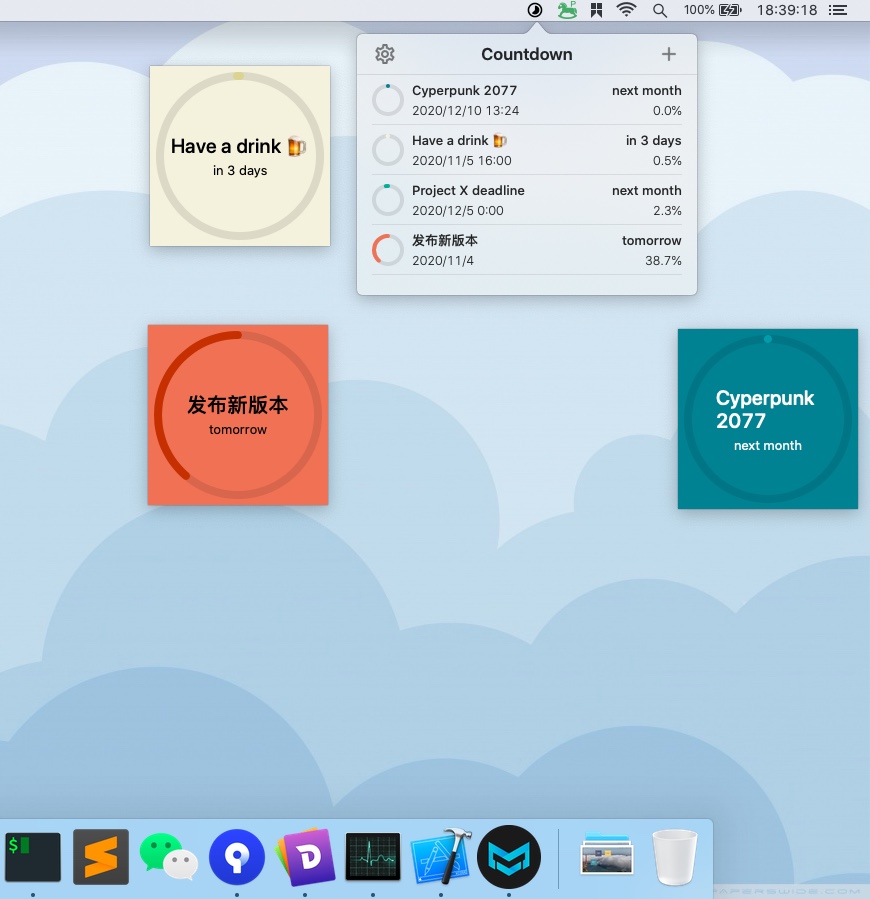 100% 18:39:18
Countdown
Cyperpunk 2077 next month
2020/12/10 13:24 0.0%
Have a drink 🍺 in 3 days
2020/11/5 16:00 0.5%
Project X deadline next month
2020/12/5 0:00 2.3%
发布新版本 tomorrow
2020/11/4 38.7%
Have a drink 🍺
in 3 days
发布新版本
tomorrow
Cyperpunk
2077
next month
P
$
D